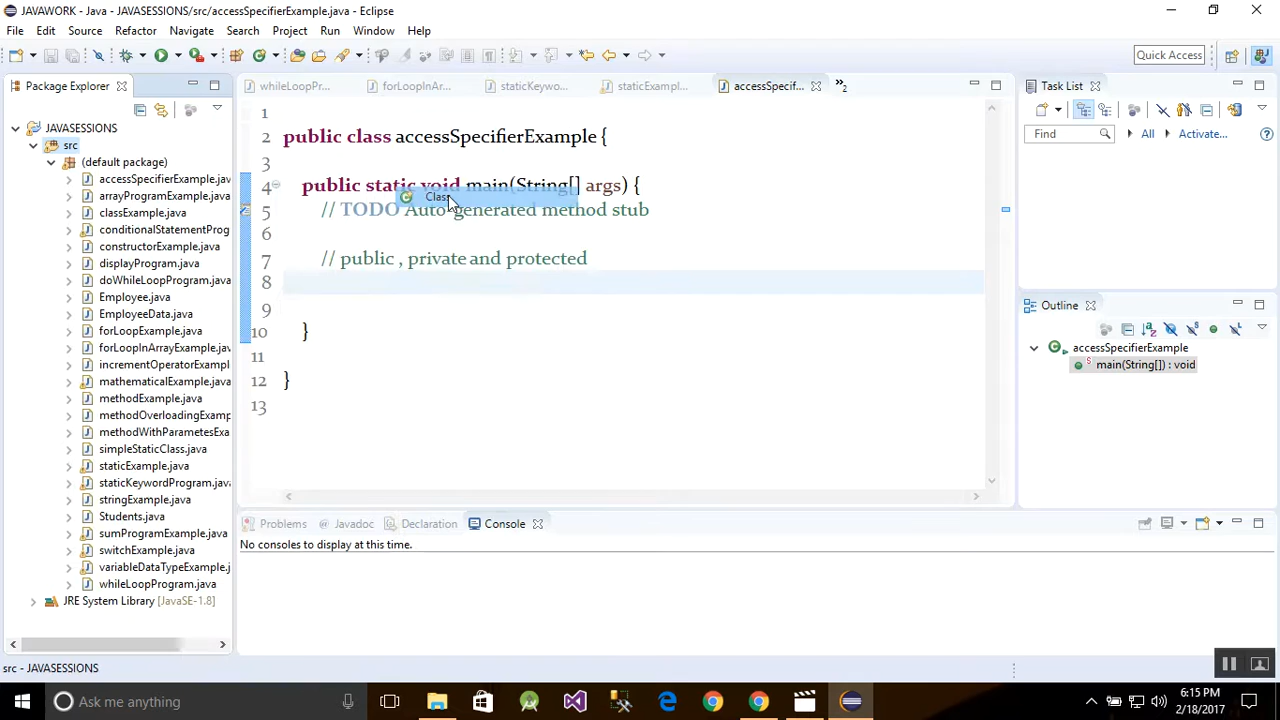 JAVAWORK - Java - JAVASESSIONS/src/accessSpecifierExample.java - Eclipse
File Edit Source Refactor Navigate Search Project Run Window Help
Quick Access
Package Explorer
whileLoopPr...
forLoopInAr...
staticKeywo...
staticExampl...
accessSpecif...
»2
Task List
Find
All
Activate...
JAVASESSIONS
src
(default package)
accessSpecifierExample.java
arrayProgramExample.java
classExample.java
conditionalStatementProg
constructorExample.java
displayProgram.java
doWhileLoopProgram.java
Employee.java
EmployeeData.java
forLoopExample.java
forLoopInArrayExample.java
incrementOperatorExampl
mathematicalExample.java
methodExample.java
methodOverloadingExamp
methodWithParametesExa
simpleStaticClass.java
staticExample.java
staticKeywordProgram.java
stringExample.java
Students.java
sumProgramExample.java
switchExample.java
variableDataTypeExample.j
whileLoopProgram.java
JRE System Library [JavaSE-1.8]
1
2 public class accessSpecifierExample {
3
4 public static void main(String[] args) {
Class
5 // TODO Auto-generated method stub
6
7 // public , private and protected
8
9
10 }
11
12 }
13
Outline
accessSpecifierExample
main(String[]) : void
Problems Javadoc Declaration Console
No consoles to display at this time.
src - JAVASESSIONS
Ask me anything
6:15 PM
2/18/2017